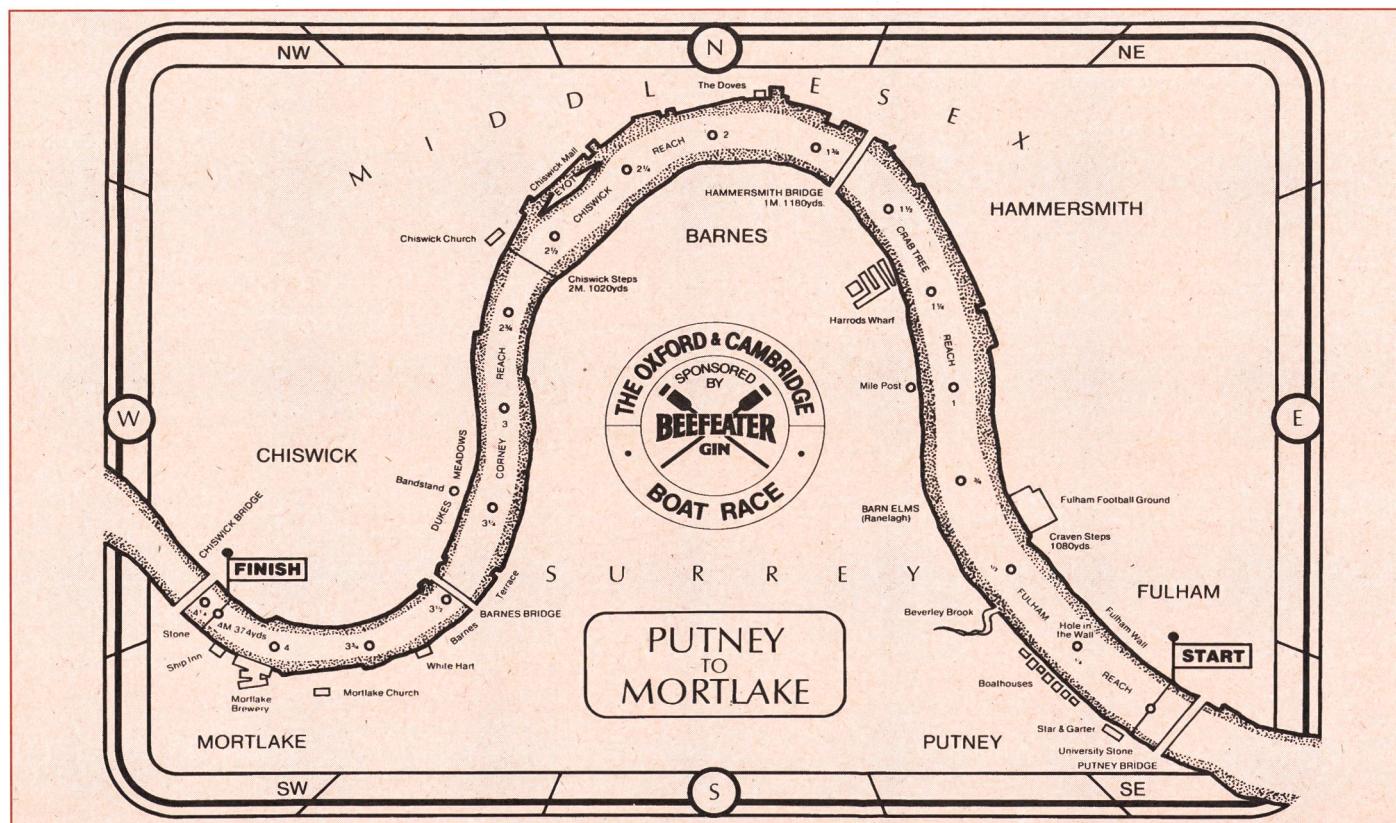 NW
N
NE
MIDDLESEX
The Doves
2
REACH
1¾
Chiswick Mall
EYOT
2¼
CHISWICK
HAMMERSMITH BRIDGE
1M. 1180yds.
1½
HAMMERSMITH
BARNES
CRAB TREE
Chiswick Church
2½
Chiswick Steps
2M. 1020yds
1¼
Harrods Wharf
2¾
REACH
REACH
THE OXFORD & CAMBRIDGE
SPONSORED
BY
BEEFEATER
GIN
BOAT RACE
Mile Post
1
W
E
3
CORNEY
CHISWICK
DUKES MEADOWS
Bandstand
3¼
¾
Fulham Football Ground
BARN ELMS
(Ranelagh)
Craven Steps
1080yds.
CHISWICK BRIDGE
FINISH
SURREY
FULHAM
Terrace
3½
BARNES BRIDGE
Barnes
Beverley Brook
FULHAM
Hole in
the Wall
Fulham Wall
START
4¼
4M 374yds
Stone
4
3¾
Ship Inn
White Hart
Mortlake
Brewery
Mortlake Church
PUTNEY
TO
MORTLAKE
Boathouses
REACH
Star & Garter
University Stone
PUTNEY BRIDGE
MORTLAKE
PUTNEY
SW
S
SE